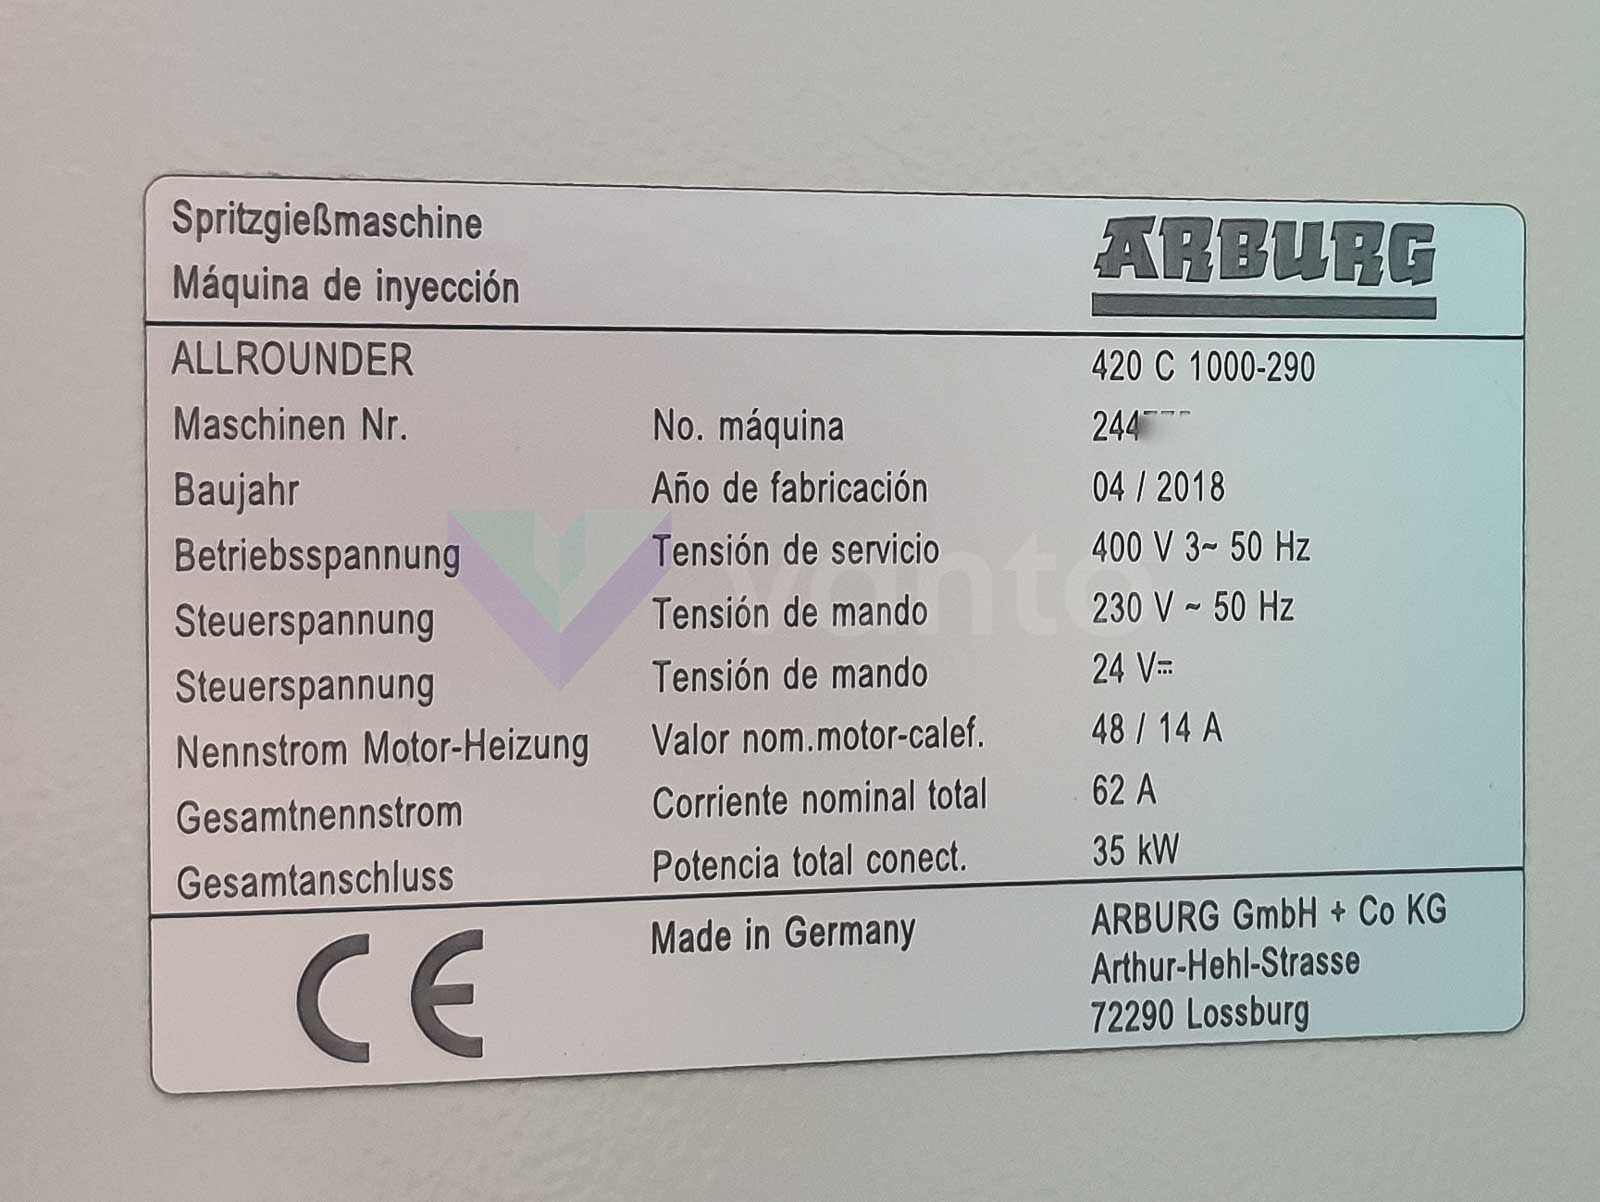 Spritzgießmaschine
Máquina de inyección
ARBURG
ALLROUNDER 420 C 1000-290
Maschinen Nr. No. máquina 244
Baujahr Año de fabricación 04 / 2018
Betriebsspannung Tensión de servicio 400 V 3~ 50 Hz
Steuerspannung Tensión de mando 230 V ~ 50 Hz
Steuerspannung Tensión de mando 24 V⎓
Nennstrom Motor-Heizung Valor nom.motor-calef. 48 / 14 A
Gesamtnennstrom Corriente nominal total 62 A
Gesamtanschluss Potencia total conect. 35 kW
CE
Made in Germany
ARBURG GmbH + Co KG
Arthur-Hehl-Strasse
72290 Lossburg
vanto